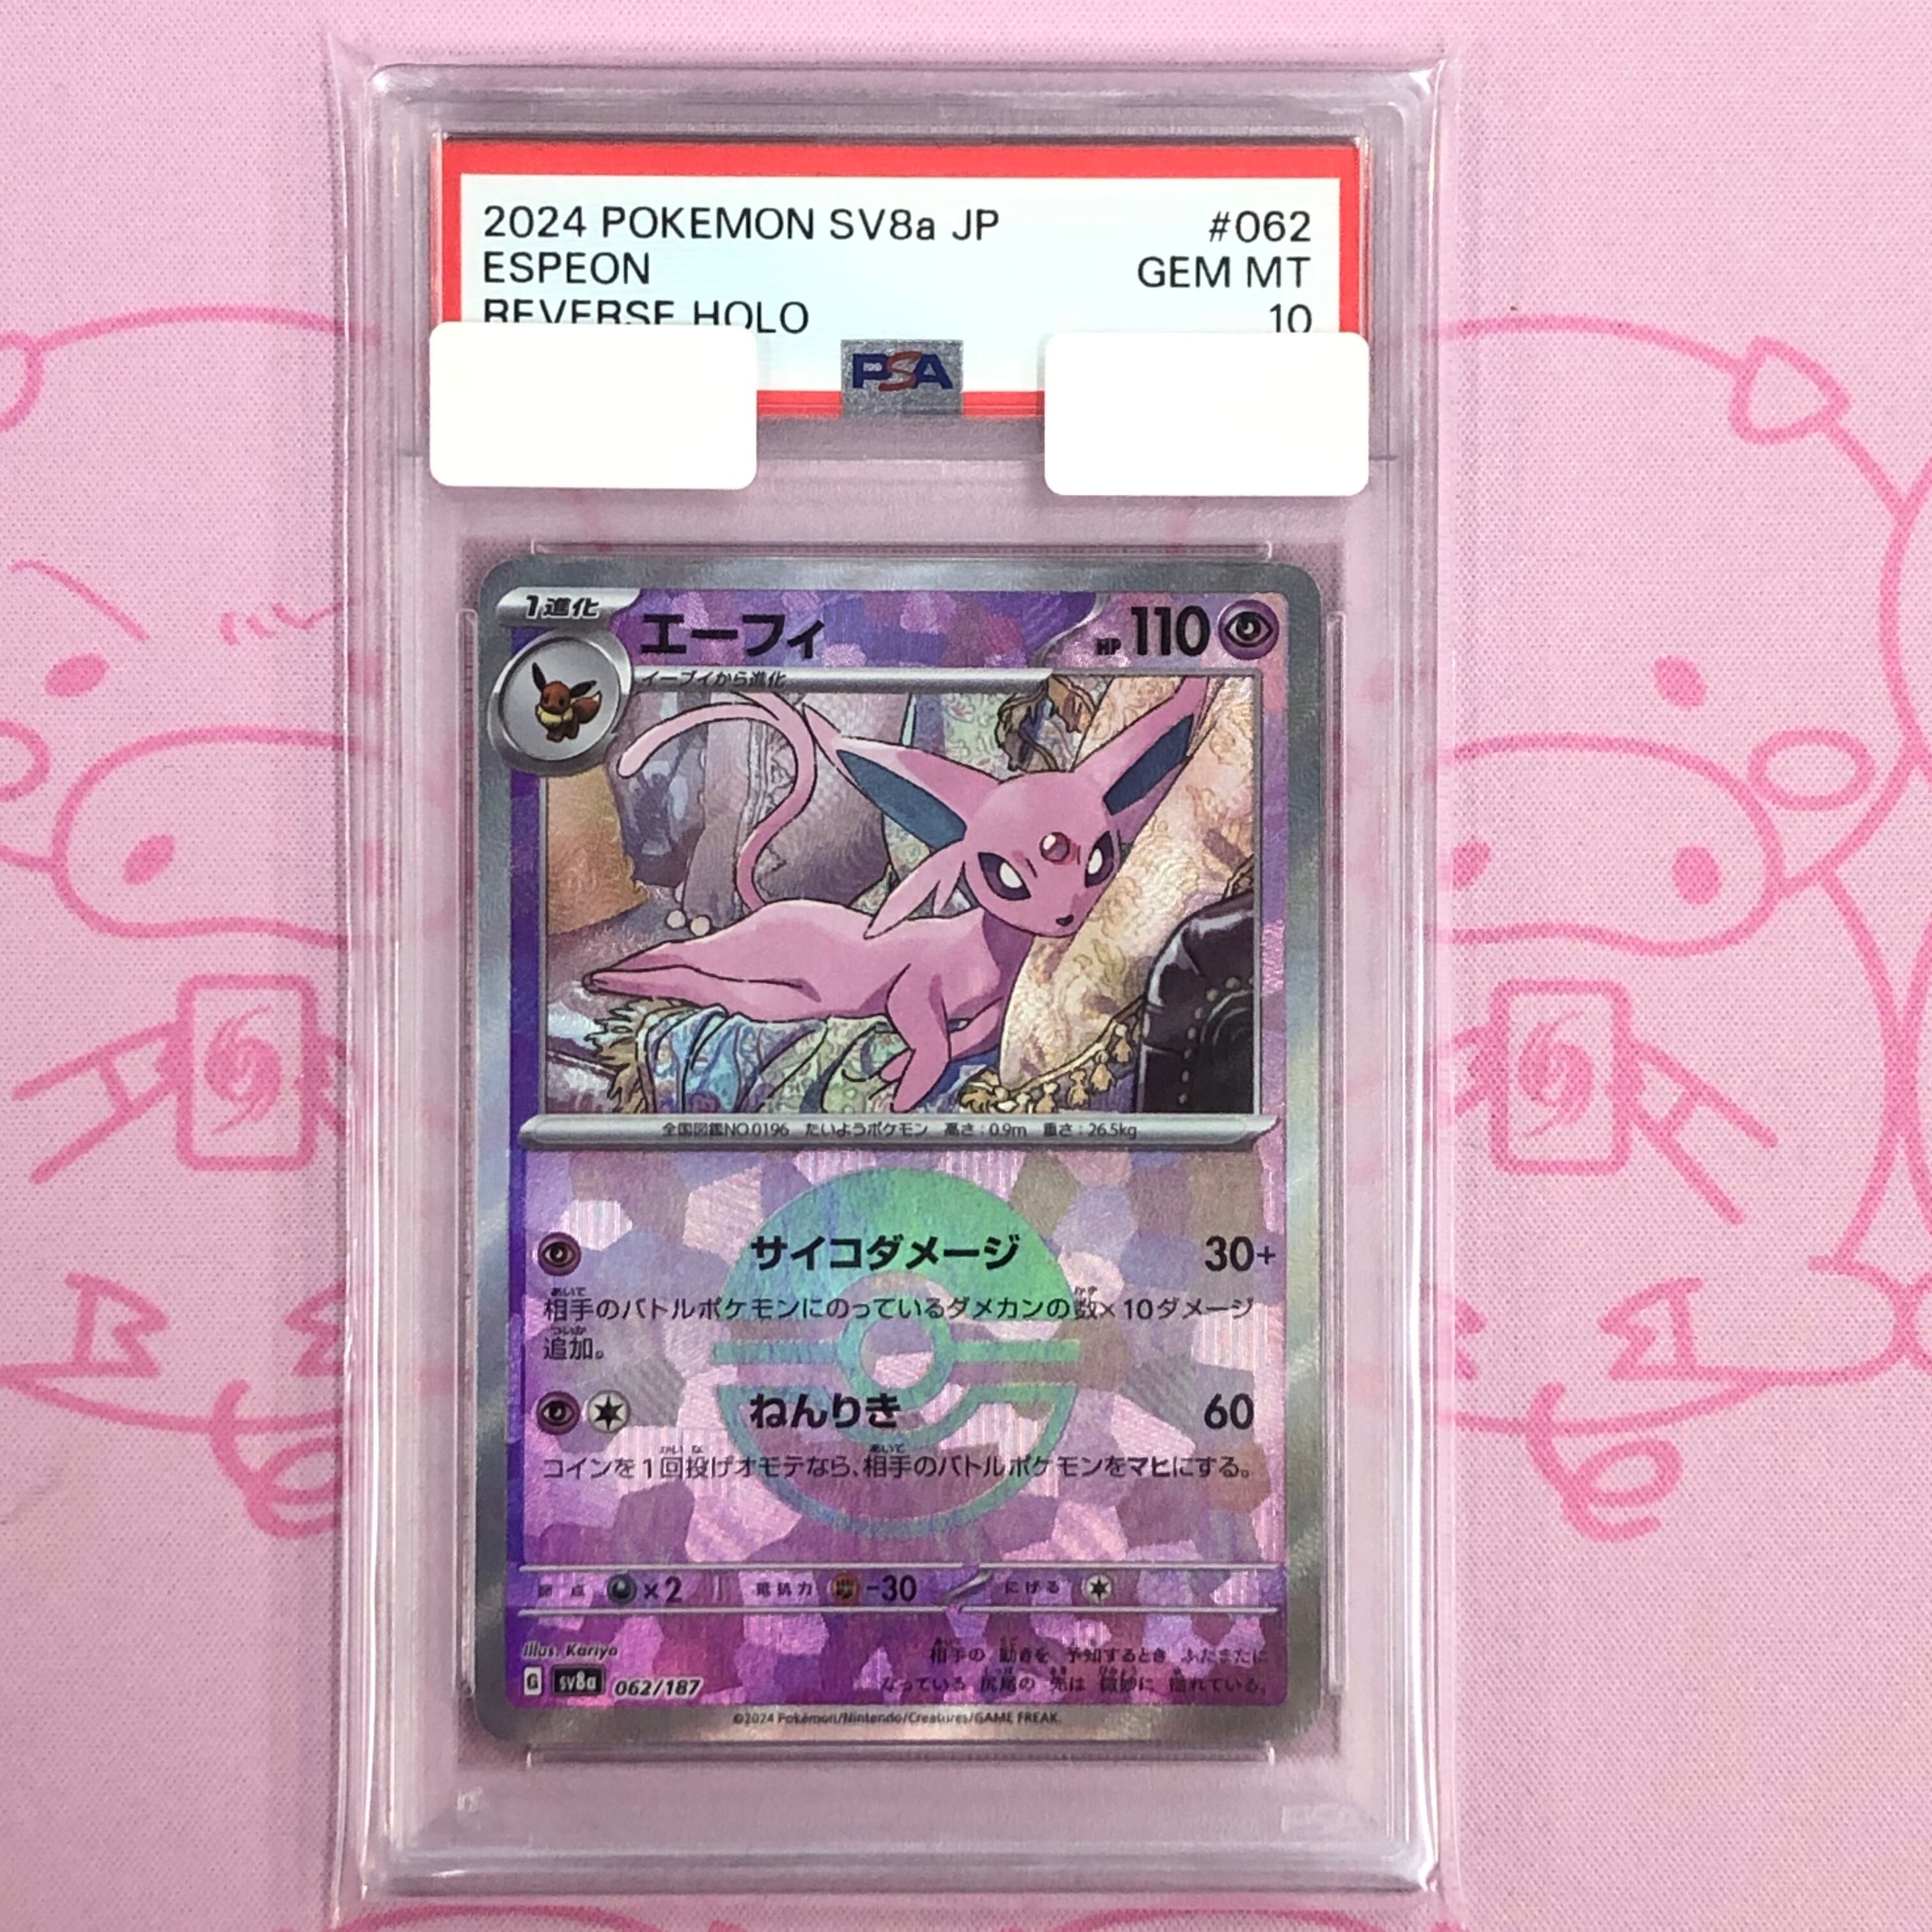 2024 POKEMON SV8a JP #062
ESPEON GEM MT
REVERSE HOLO 10
PSA
1進化
エーフィ
HP 110
イーブイから進化
全国図鑑NO.0196 たいようポケモン 高さ：0.9m 重さ：26.5kg
サイコダメージ 30+
相手のバトルポケモンにのっているダメカンの数×10ダメージ
追加。
ねんりき 60
コインを1回投げオモテなら、相手のバトルポケモンをマヒにする。
弱点 ×2 抵抗力 -30 にげる
illus. Kariya
相手の 動きを 予知するとき ふたまたに
G sv8a 062/187
なっている 尻尾の 先は 微妙に 揺れている。
©2024 Pokémon/Nintendo/Creatures/GAME FREAK.